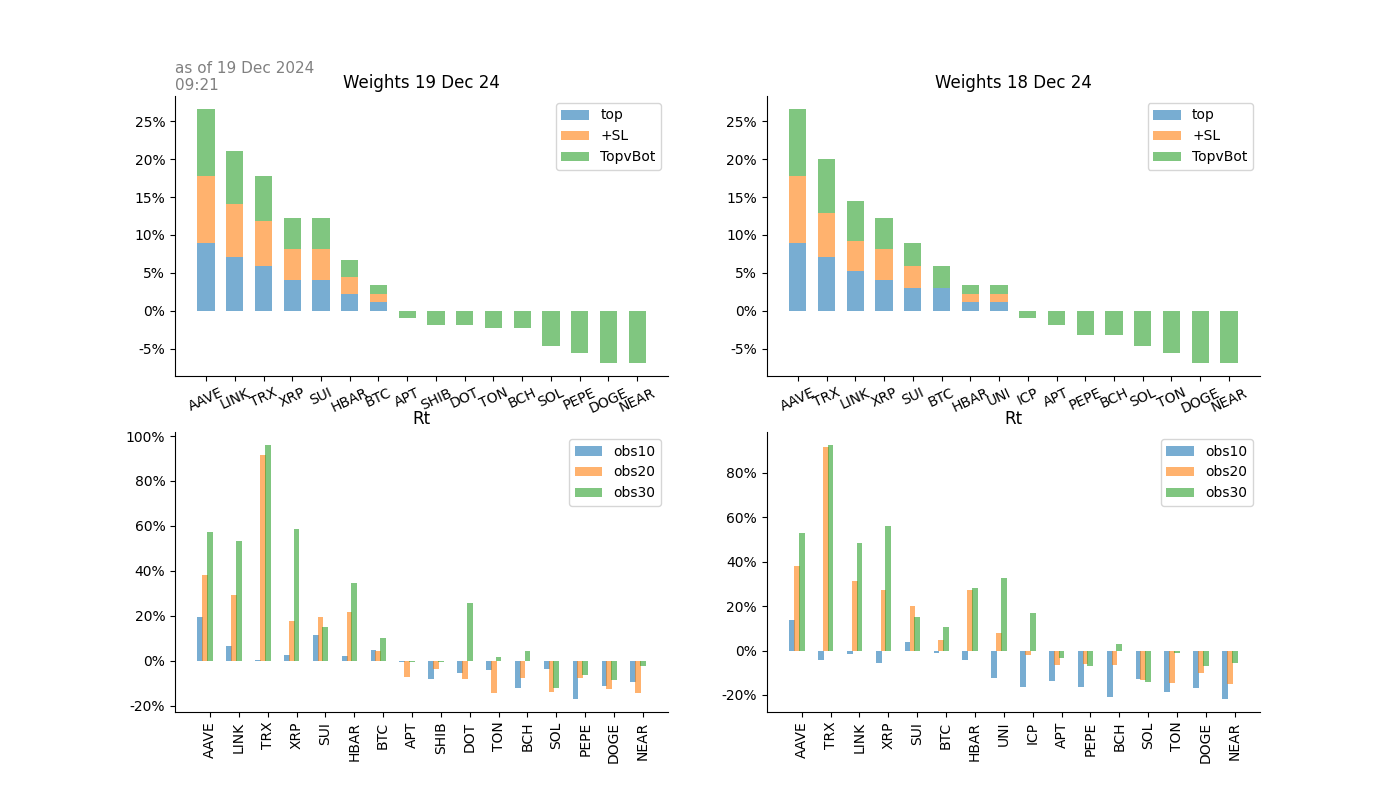 as of 19 Dec 2024
09:21
Weights 19 Dec 24
25%
20%
15%
10%
5%
0%
-5%
top
+SL
TopvBot
AAVE LINK TRX XRP SUI HBAR BTC APT SHIB DOT TON BCH SOL PEPE DOGE NEAR
Weights 18 Dec 24
25%
20%
15%
10%
5%
0%
-5%
top
+SL
TopvBot
AAVE TRX LINK XRP SUI BTC HBAR UNI ICP APT PEPE BCH SOL TON DOGE NEAR
Rt
100%
80%
60%
40%
20%
0%
-20%
obs10
obs20
obs30
AAVE LINK TRX XRP SUI HBAR BTC APT SHIB DOT TON BCH SOL PEPE DOGE NEAR
Rt
80%
60%
40%
20%
0%
-20%
obs10
obs20
obs30
AAVE TRX LINK XRP SUI BTC HBAR UNI ICP APT PEPE BCH SOL TON DOGE NEAR